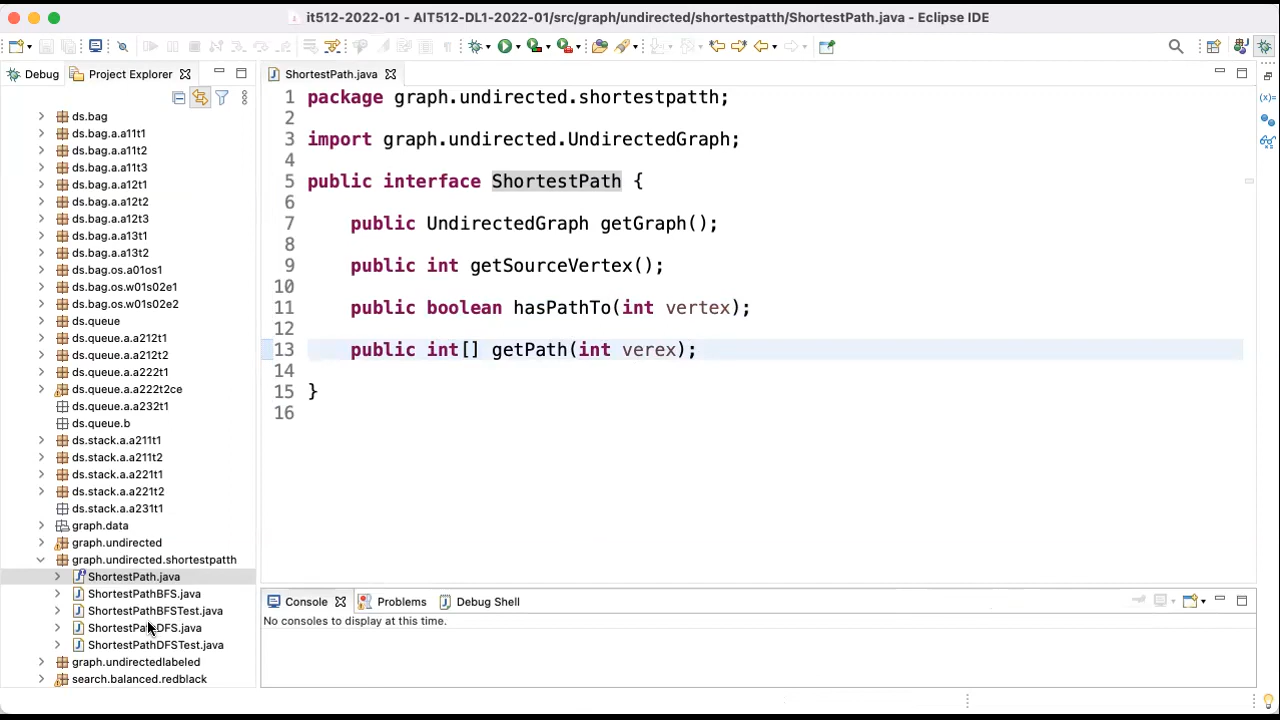 it512-2022-01 - AIT512-DL1-2022-01/src/graph/undirected/shortestpatth/ShortestPath.java - Eclipse IDE
Debug
Project Explorer
ds.bag
ds.bag.a.a11t1
ds.bag.a.a11t2
ds.bag.a.a11t3
ds.bag.a.a12t1
ds.bag.a.a12t2
ds.bag.a.a12t3
ds.bag.a.a13t1
ds.bag.a.a13t2
ds.bag.os.a01os1
ds.bag.os.w01s02e1
ds.bag.os.w01s02e2
ds.queue
ds.queue.a.a212t1
ds.queue.a.a212t2
ds.queue.a.a222t1
ds.queue.a.a222t2ce
ds.queue.a.a232t1
ds.queue.b
ds.stack.a.a211t1
ds.stack.a.a211t2
ds.stack.a.a221t1
ds.stack.a.a221t2
ds.stack.a.a231t1
graph.data
graph.undirected
graph.undirected.shortestpatth
ShortestPath.java
ShortestPathBFS.java
ShortestPathBFSTest.java
ShortestPathDFS.java
ShortestPathDFSTest.java
graph.undirectedlabeled
search.balanced.redblack
ShortestPath.java
1 package graph.undirected.shortestpatth;
2
3 import graph.undirected.UndirectedGraph;
4
5 public interface ShortestPath {
6
7 public UndirectedGraph getGraph();
8
9 public int getSourceVertex();
10
11 public boolean hasPathTo(int vertex);
12
13 public int[] getPath(int verex);
14
15 }
16
Console Problems Debug Shell
No consoles to display at this time.